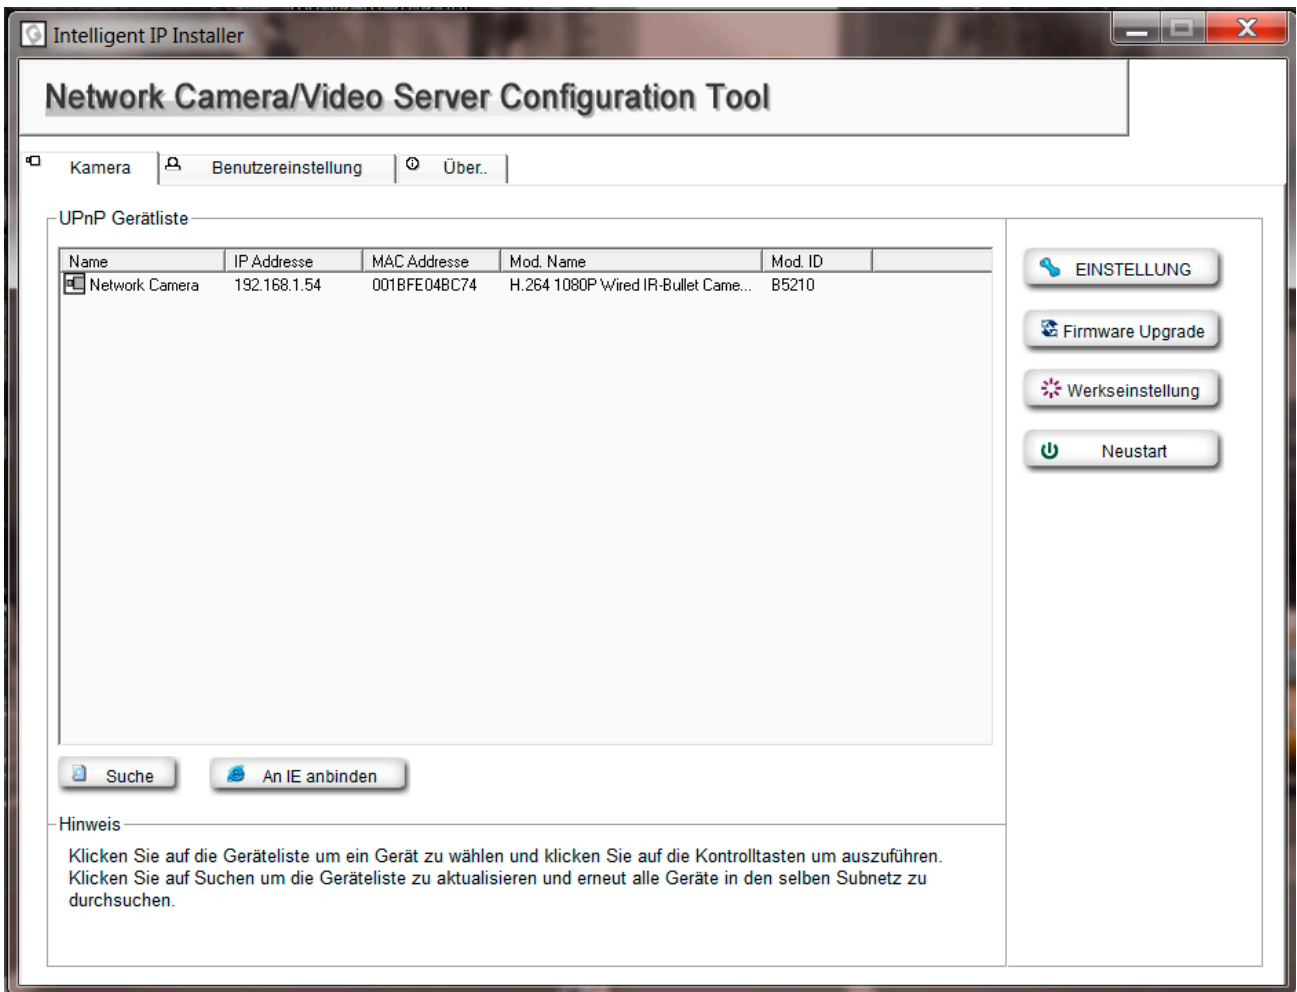 Intelligent IP Installer
Network Camera/Video Server Configuration Tool
Kamera Benutzereinstellung Über..
UPnP Gerätliste
Name IP Addresse MAC Addresse Mod. Name Mod. ID
Network Camera 192.168.1.54 001BFE04BC74 H.264 1080P Wired IR-Bullet Came... B5210
EINSTELLUNG
Firmware Upgrade
Werkseinstellung
Neustart
Suche An IE anbinden
Hinweis
Klicken Sie auf die Geräteliste um ein Gerät zu wählen und klicken Sie auf die Kontrolltasten um auszuführen.
Klicken Sie auf Suchen um die Geräteliste zu aktualisieren und erneut alle Geräte in den selben Subnetz zu
durchsuchen.